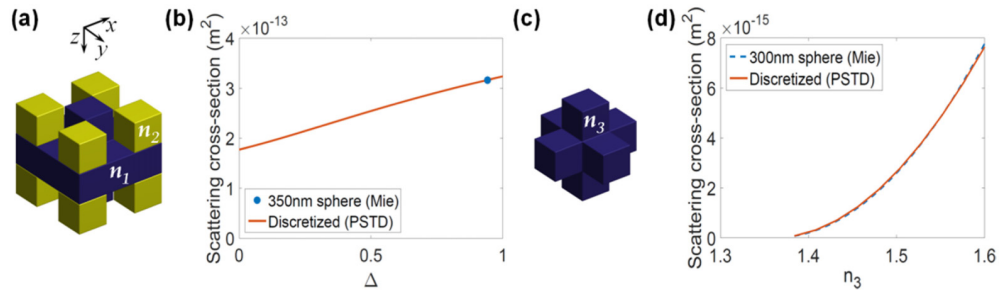 (a)
x
y
z
n2
n1
(b)
×10^-13
Scattering cross-section (m²)
4
3
2
1
0
350nm sphere (Mie)
Discretized (PSTD)
0 0.5 1
Δ
(c)
n3
(d)
×10^-15
Scattering cross-section (m²)
8
6
4
2
0
300nm sphere (Mie)
Discretized (PSTD)
1.3 1.4 1.5 1.6
n3